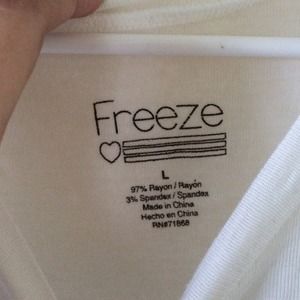 Freeze
L
97% Rayon / Rayón
3% Spandex / Spandex
Made in China
Hecho en China
RN#71868